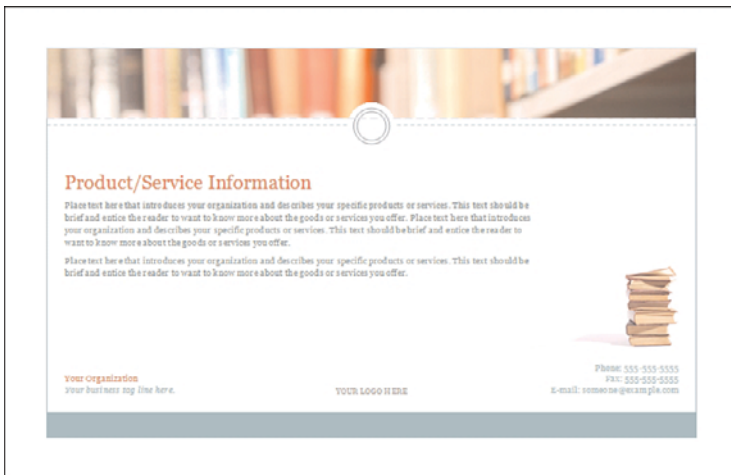 Product/Service Information
Place text here that introduces your organization and describes your specific products or services. This text should be
brief and entice the reader to want to know more about the goods or services you offer. Place text here that introduces
your organization and describes your specific products or services. This text should be brief and entice the reader to
want to know more about the goods or services you offer.
Place text here that introduces your organization and describes your specific products or services. This text should be
brief and entice the reader to want to know more about the goods or services you offer.
Your Organization
Your business tag line here.
YOUR LOGO HERE
Phone: 555-555-5555
Fax: 555-555-5555
E-mail: someone@example.com